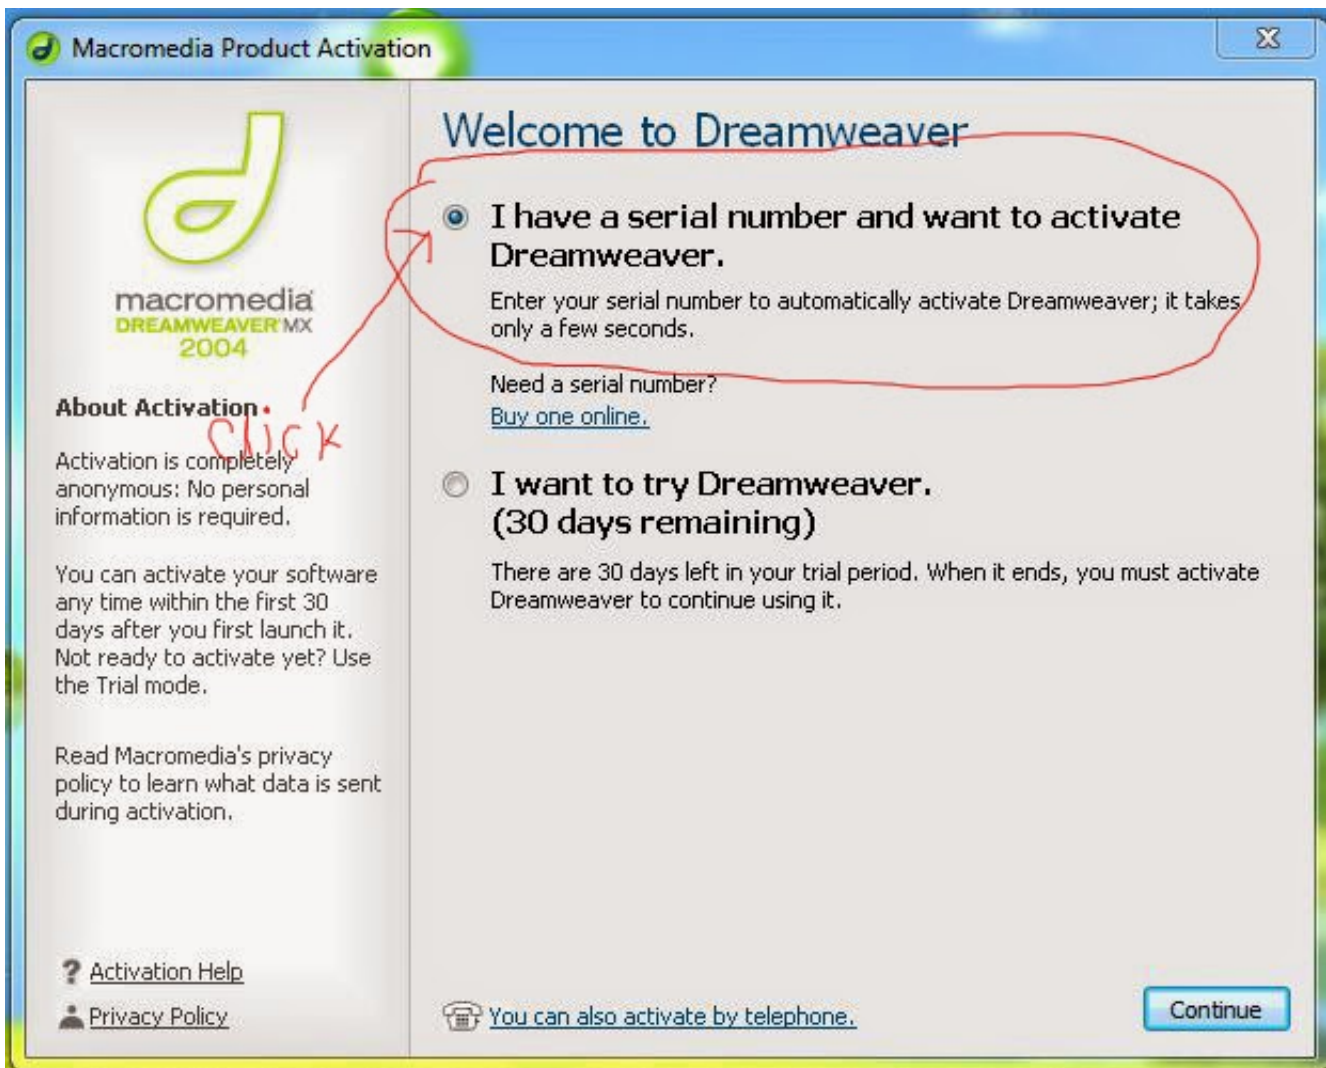 Macromedia Product Activation
macromedia
DREAMWEAVER MX
2004
About Activation
click
Activation is completely
anonymous: No personal
information is required.
You can activate your software
any time within the first 30
days after you first launch it.
Not ready to activate yet? Use
the Trial mode.
Read Macromedia's privacy
policy to learn what data is sent
during activation.
? Activation Help
Privacy Policy
Welcome to Dreamweaver
I have a serial number and want to activate
Dreamweaver.
Enter your serial number to automatically activate Dreamweaver; it takes
only a few seconds.
Need a serial number?
Buy one online.
I want to try Dreamweaver.
(30 days remaining)
There are 30 days left in your trial period. When it ends, you must activate
Dreamweaver to continue using it.
You can also activate by telephone.
Continue